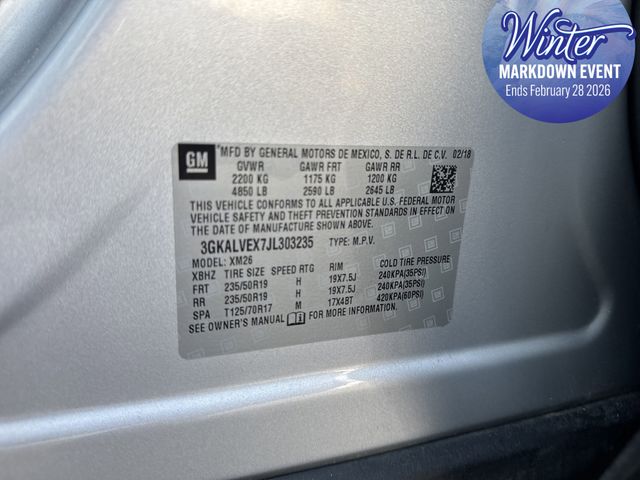 Winter
MARKDOWN EVENT
Ends February 28 2026
GM
*MFD BY GENERAL MOTORS DE MEXICO, S. DE R.L. DE C.V. 02/18
GVWR GAWR FRT GAWR RR
2200 KG 1175 KG 1200 KG
4850 LB 2590 LB 2645 LB
THIS VEHICLE CONFORMS TO ALL APPLICABLE U.S. FEDERAL MOTOR
VEHICLE SAFETY AND THEFT PREVENTION STANDARDS IN EFFECT ON
THE DATE OF MANUFACTURE SHOWN ABOVE.
3GKALVEX7JL303235 TYPE: M.P.V.
MODEL: XM26
XBHZ TIRE SIZE SPEED RTG RIM COLD TIRE PRESSURE
FRT 235/50R19 H 19X7.5J 240KPA(35PSI)
RR 235/50R19 H 19X7.5J 240KPA(35PSI)
SPA T125/70R17 M 17X4BT 420KPA(60PSI)
SEE OWNER'S MANUAL FOR MORE INFORMATION.